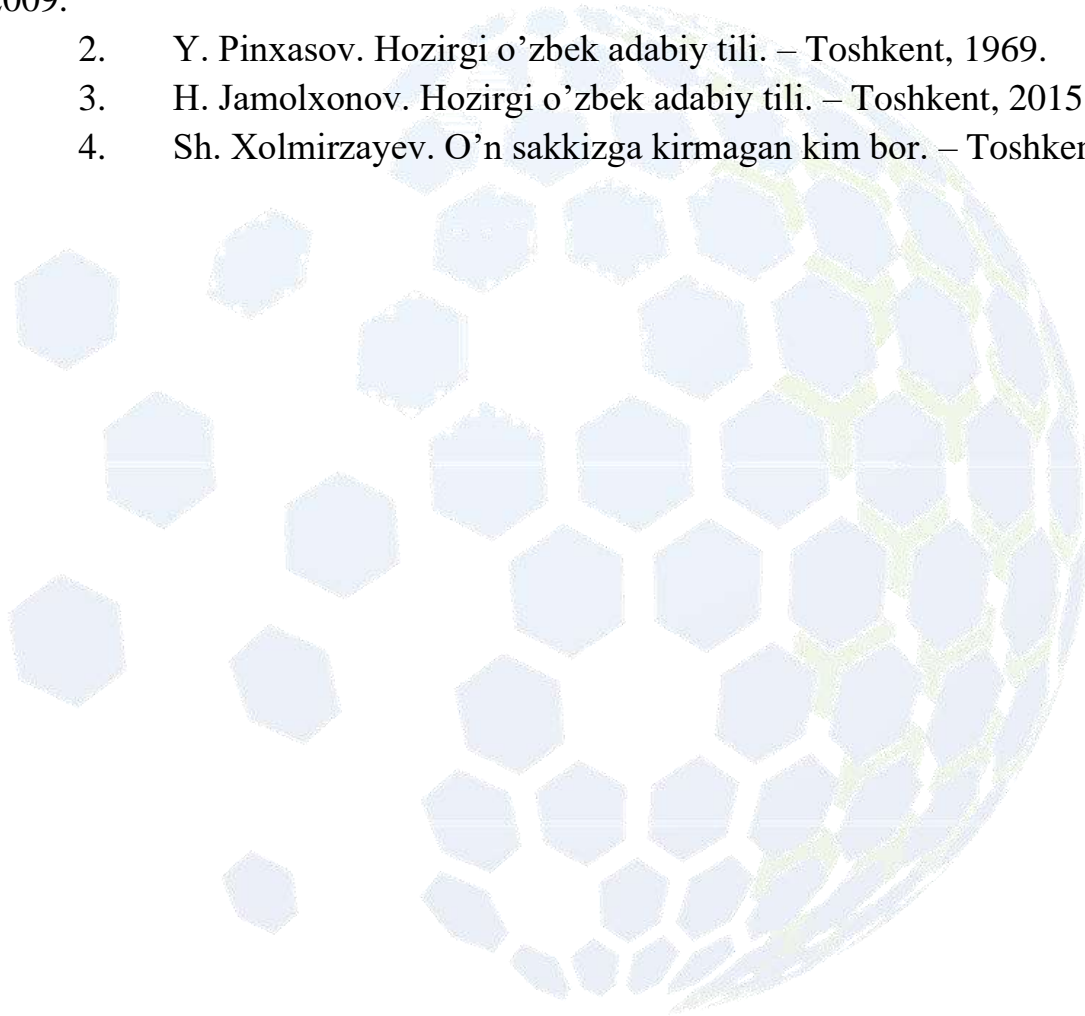 2009.
2. Y. Pinxasov. Hozirgi o’zbek adabiy tili. – Toshkent, 1969.
3. H. Jamolxonov. Hozirgi o’zbek adabiy tili. – Toshkent, 2015
4. Sh. Xolmirzayev. O’n sakkizga kirmagan kim bor. –